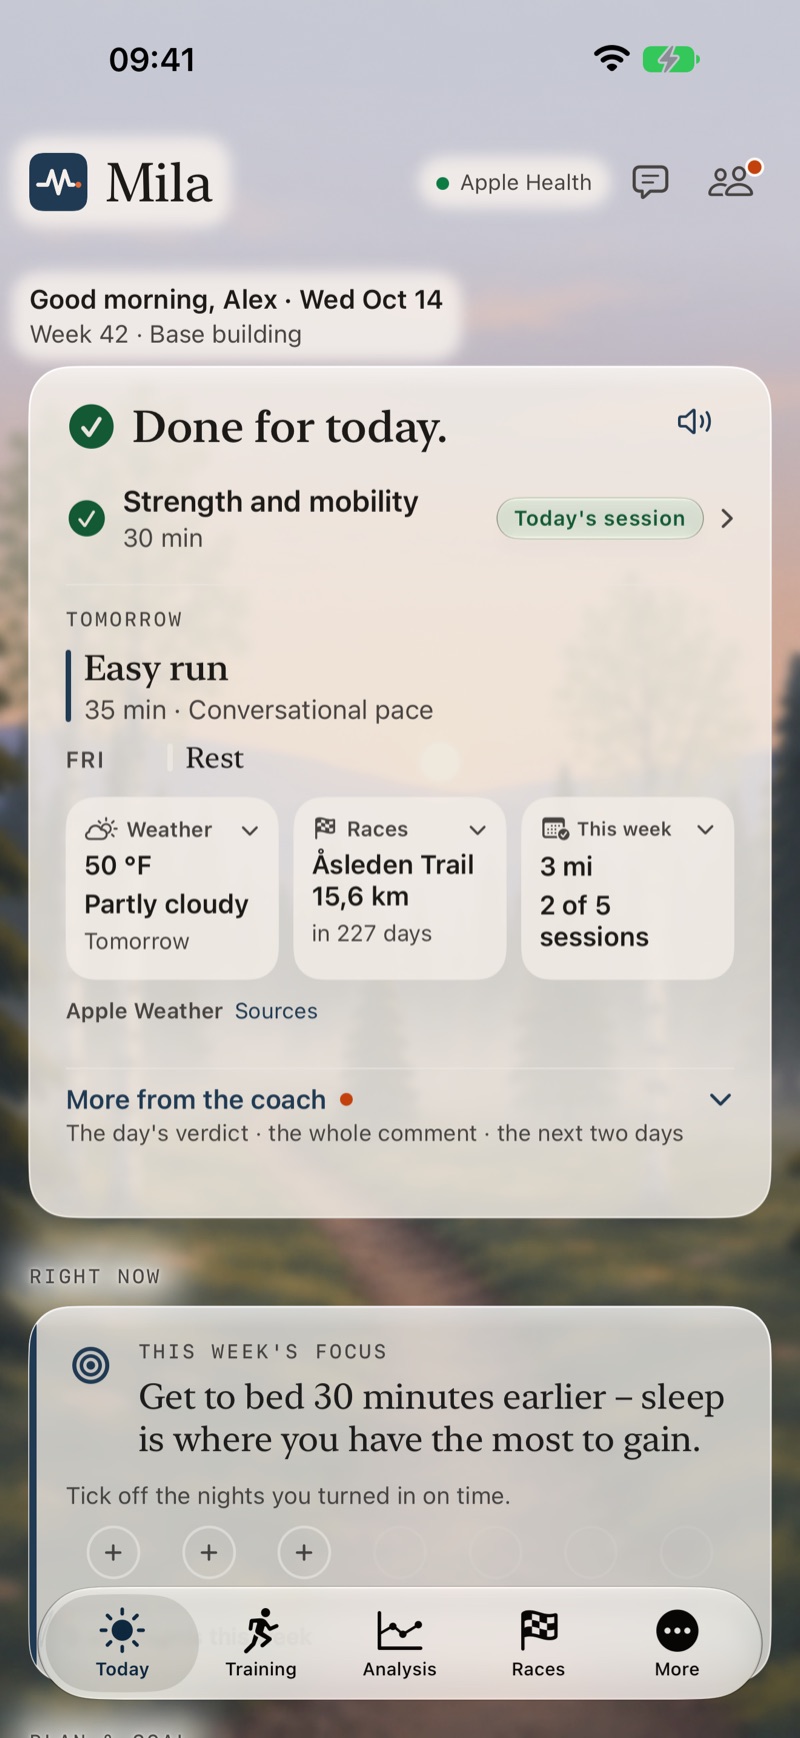 09:41
Mila
Apple Health
Good morning, Alex · Wed Oct 14
Week 42 · Base building
Done for today.
Strength and mobility
30 min
Today's session
TOMORROW
Easy run
35 min · Conversational pace
FRI Rest
Weather
50 °F
Partly cloudy
Tomorrow
Races
Åsleden Trail
15,6 km
in 227 days
This week
3 mi
2 of 5
sessions
Apple Weather Sources
More from the coach
The day's verdict · the whole comment · the next two days
RIGHT NOW
THIS WEEK'S FOCUS
Get to bed 30 minutes earlier – sleep
is where you have the most to gain.
Tick off the nights you turned in on time.
Today
Training
Analysis
Races
More